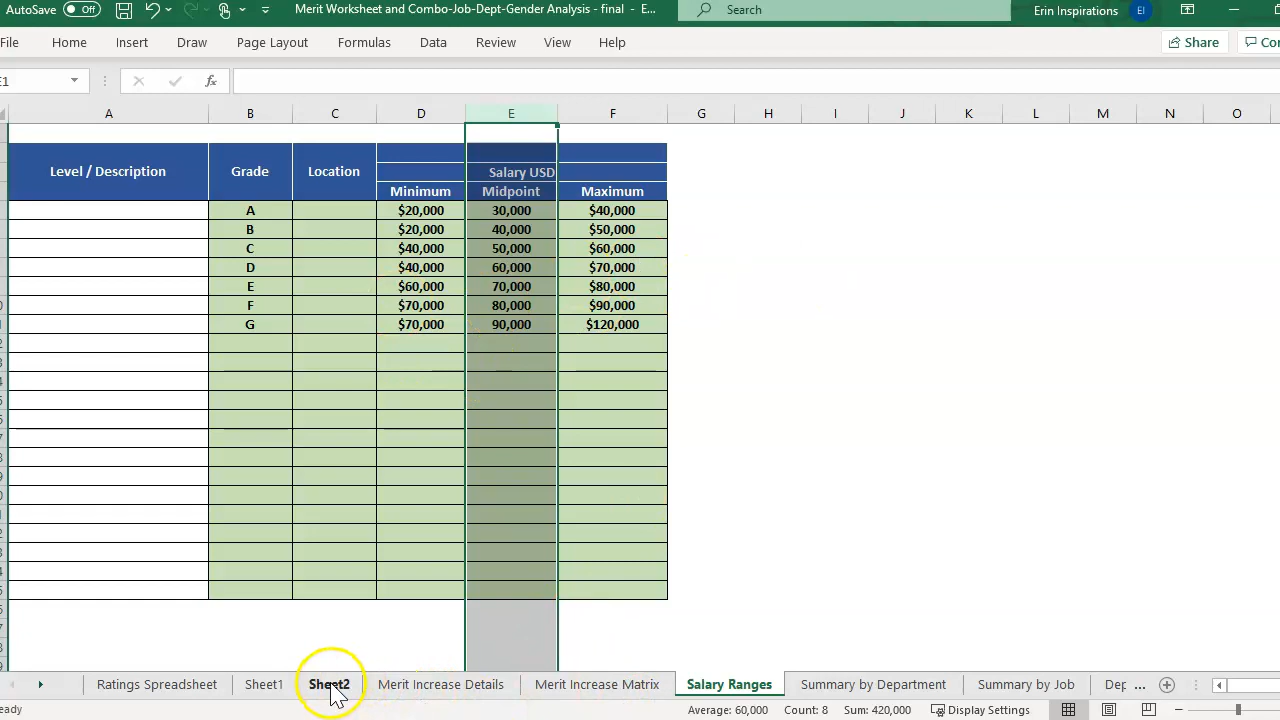 AutoSave Off Merit Worksheet and Combo-Job-Dept-Gender Analysis - final - E... Search Erin Inspirations EI
File Home Insert Draw Page Layout Formulas Data Review View Help Share
E1 fx
A B C D E F G H I J K L M N O
Level / Description Grade Location Salary USD
Minimum Midpoint Maximum
A $20,000 30,000 $40,000
B $20,000 40,000 $50,000
C $40,000 50,000 $60,000
D $40,000 60,000 $70,000
E $60,000 70,000 $80,000
F $70,000 80,000 $90,000
G $70,000 90,000 $120,000
Ratings Spreadsheet Sheet1 Sheet2 Merit Increase Details Merit Increase Matrix Salary Ranges Summary by Department Summary by Job Dep ...
eady Average: 60,000 Count: 8 Sum: 420,000 Display Settings